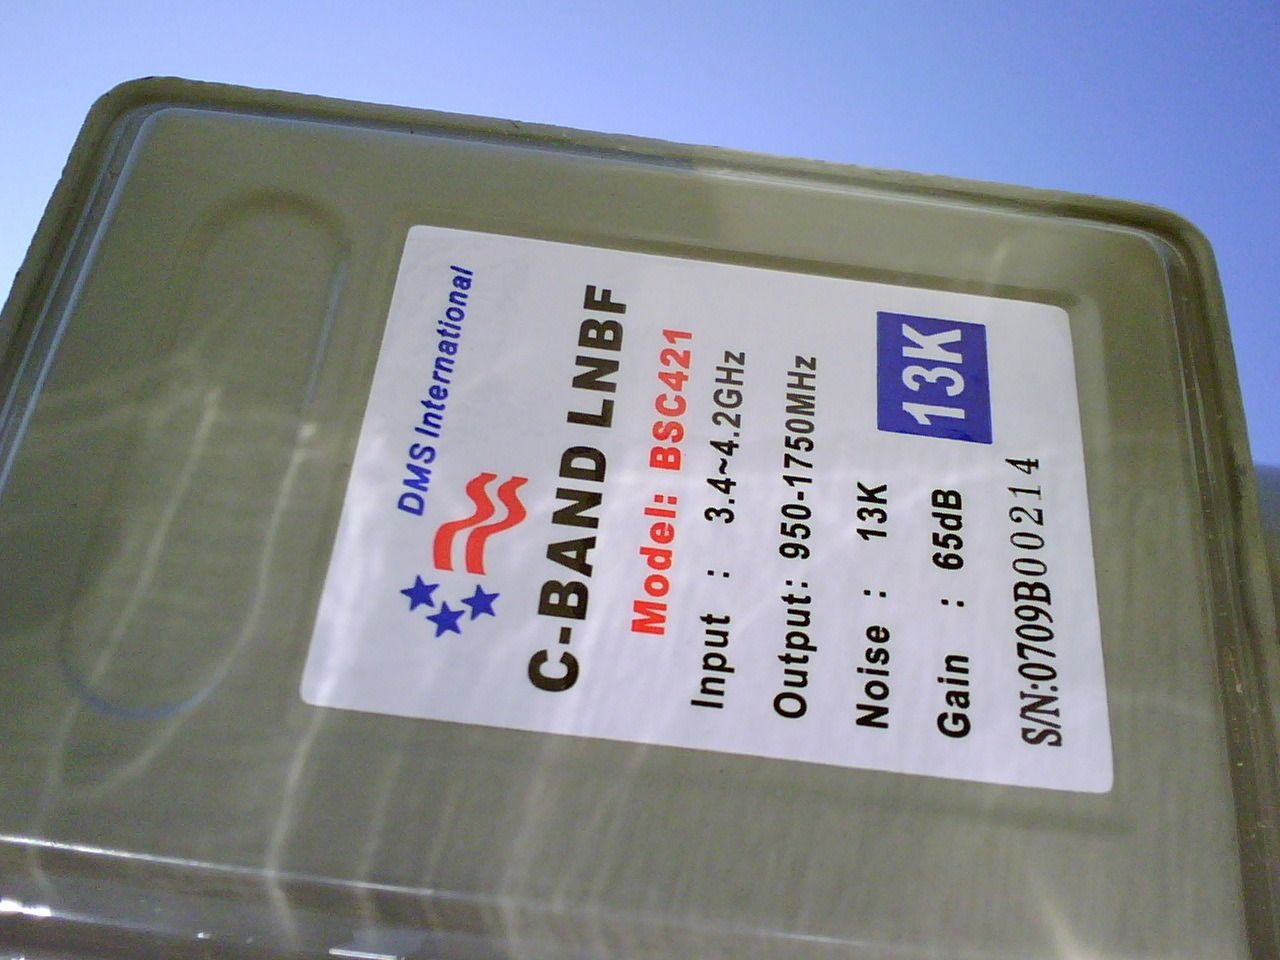 DMS International
C-BAND LNBF
Model: BSC421
Input : 3.4~4.2GHz
Output: 950-1750MHz
Noise : 13K
Gain : 65dB
13K
S/N:0709B00214